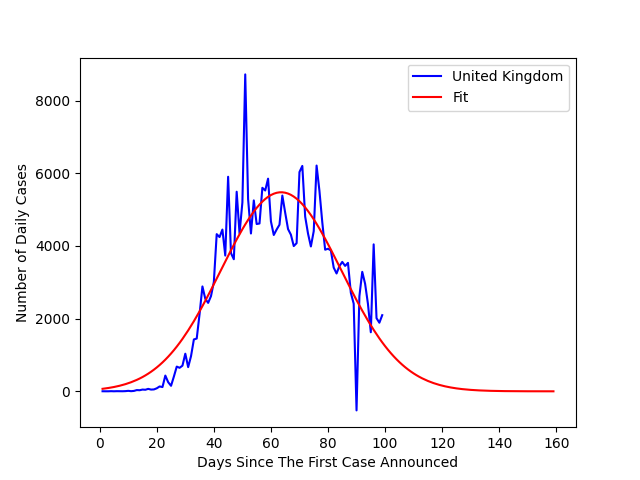 United Kingdom
Fit
Number of Daily Cases
8000
6000
4000
2000
0
0 20 40 60 80 100 120 140 160
Days Since The First Case Announced